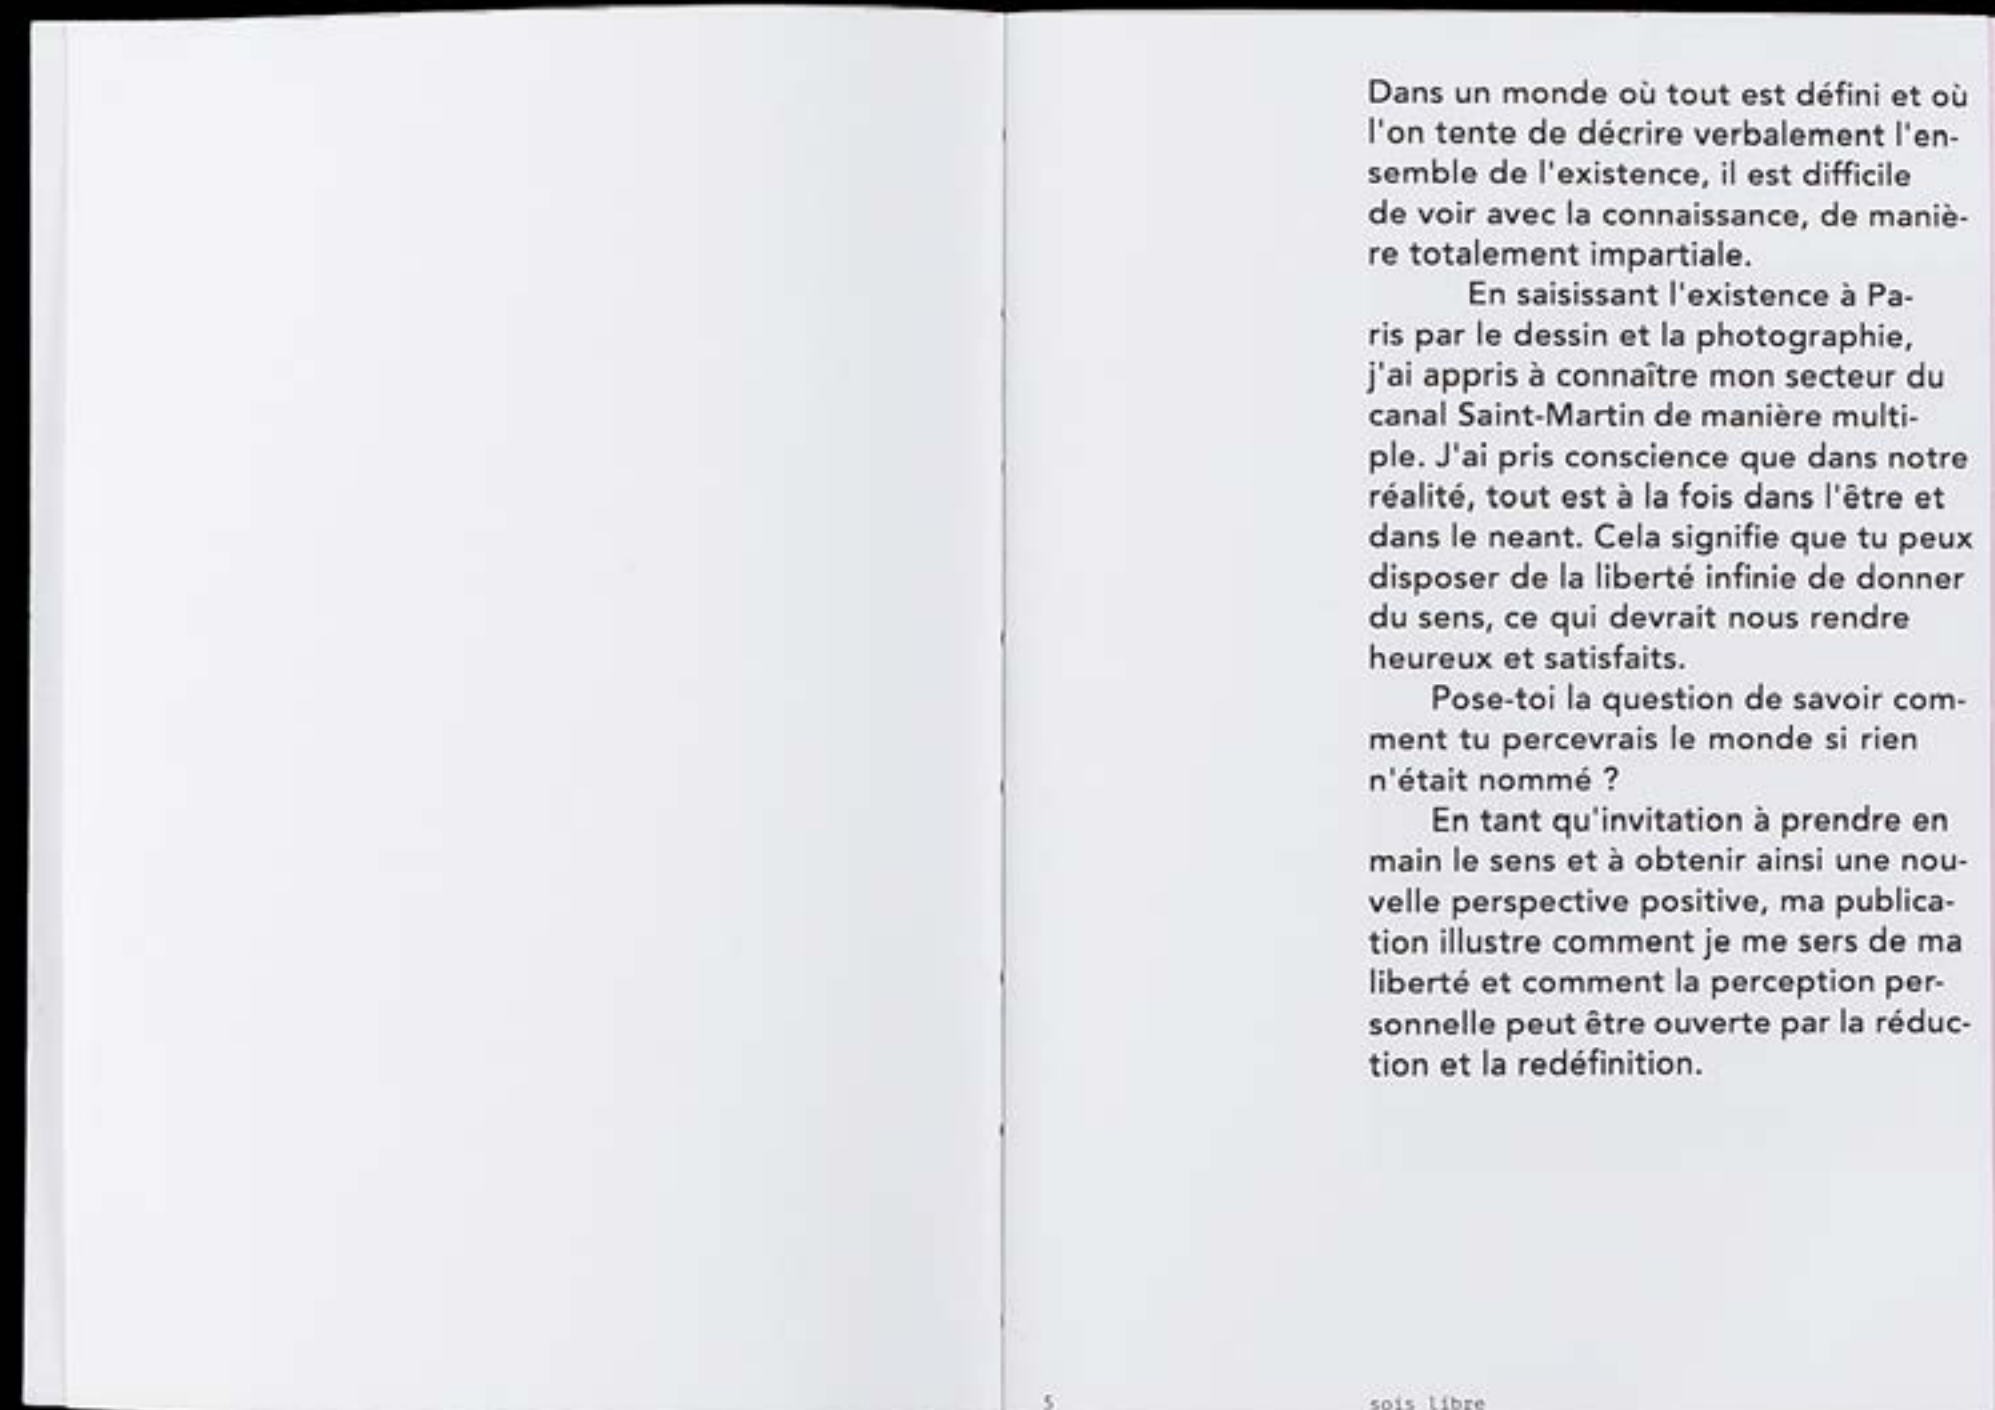 Dans un monde où tout est défini et où
l'on tente de décrire verbalement l'en-
semble de l'existence, il est difficile
de voir avec la connaissance, de maniè-
re totalement impartiale.
En saisissant l'existence à Pa-
ris par le dessin et la photographie,
j'ai appris à connaître mon secteur du
canal Saint-Martin de manière multi-
ple. J'ai pris conscience que dans notre
réalité, tout est à la fois dans l'être et
dans le neant. Cela signifie que tu peux
disposer de la liberté infinie de donner
du sens, ce qui devrait nous rendre
heureux et satisfaits.
Pose-toi la question de savoir com-
ment tu percevrais le monde si rien
n'était nommé ?
En tant qu'invitation à prendre en
main le sens et à obtenir ainsi une nou-
velle perspective positive, ma publica-
tion illustre comment je me sers de ma
liberté et comment la perception per-
sonnelle peut être ouverte par la réduc-
tion et la redéfinition.
5
sois libre